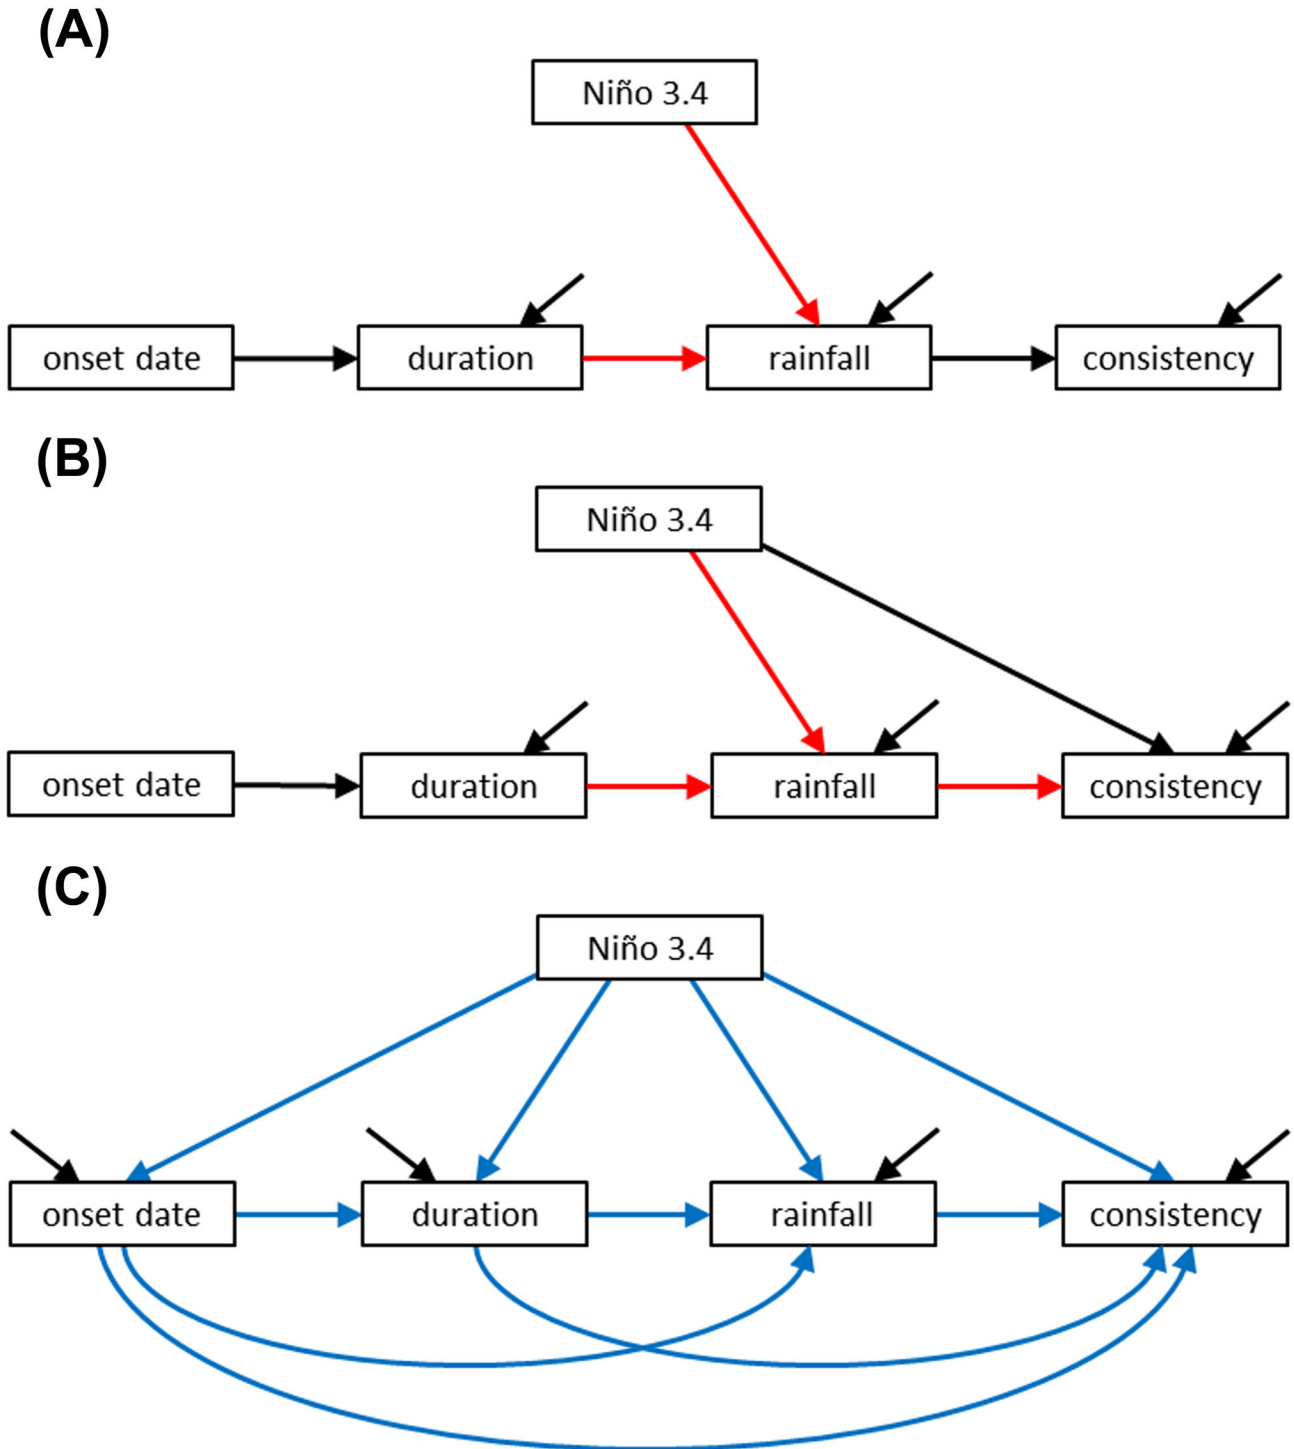 (A)
Niño 3.4
onset date
duration
rainfall
consistency
(B)
Niño 3.4
onset date
duration
rainfall
consistency
(C)
Niño 3.4
onset date
duration
rainfall
consistency